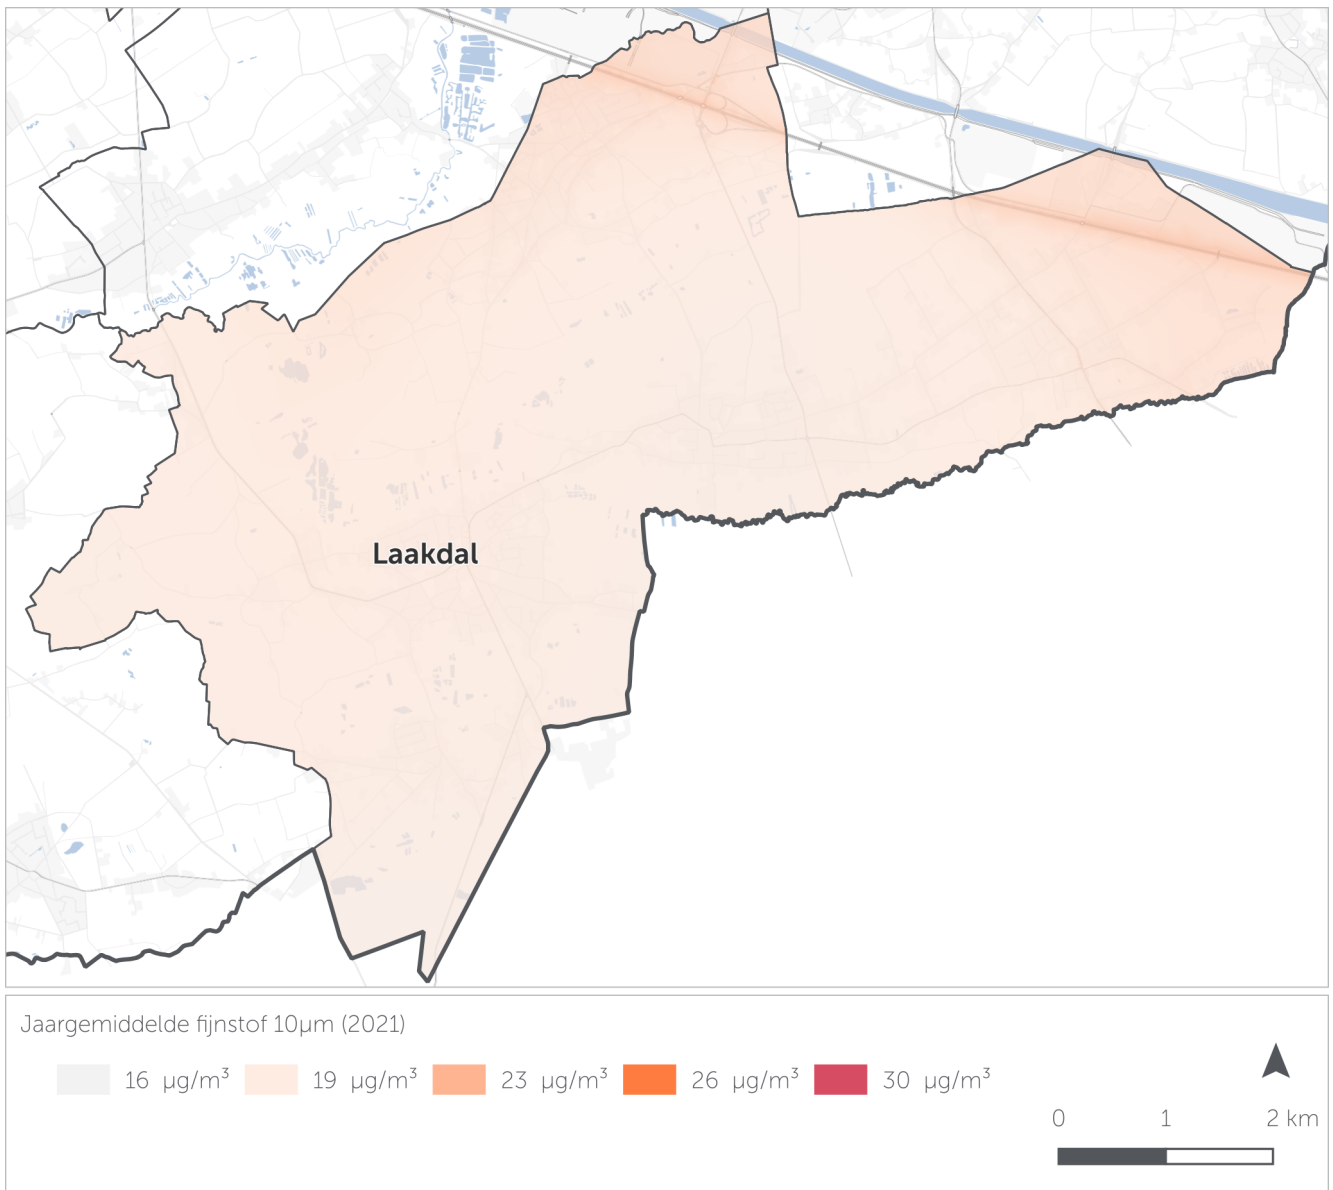 Laakdal
Jaargemiddelde fijnstof 10µm (2021)
16 µg/m³ 19 µg/m³ 23 µg/m³ 26 µg/m³ 30 µg/m³
0 1 2 km